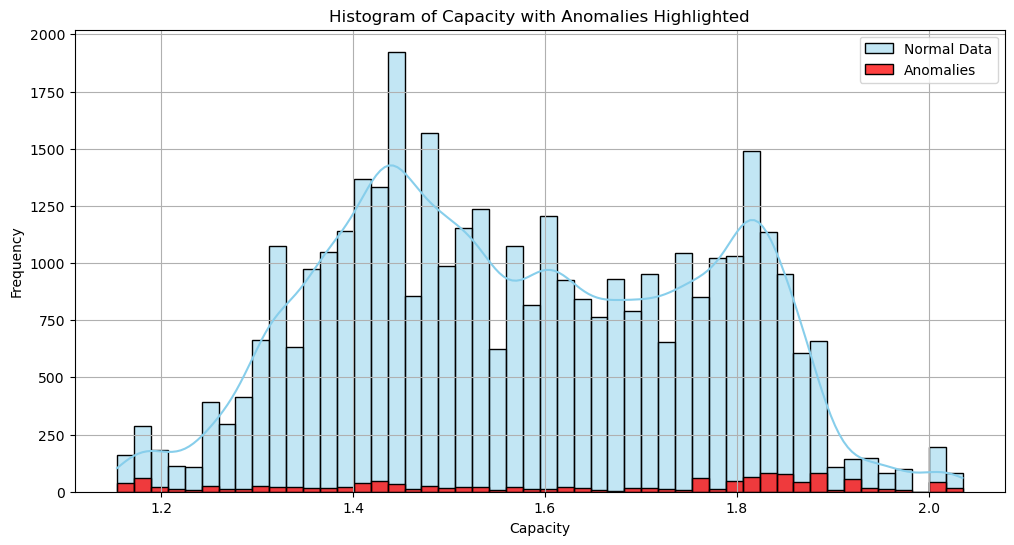 Histogram of Capacity with Anomalies Highlighted
Normal Data
Anomalies
Frequency
2000
1750
1500
1250
1000
750
500
250
0
1.2
1.4
1.6
1.8
2.0
Capacity